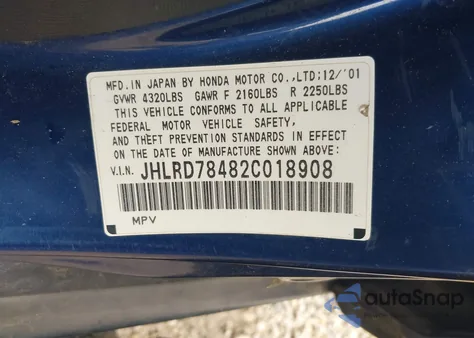 MFD. IN JAPAN BY HONDA MOTOR CO.,LTD;12/'01
GVWR 4320LBS GAWR F 2160LBS R 2250LBS
THIS VEHICLE CONFORMS TO ALL APPLICABLE
FEDERAL MOTOR VEHICLE SAFETY,
AND THEFT PREVENTION STANDARDS IN EFFECT
ON THE DATE OF MANUFACTURE SHOWN ABOVE.
V.I.N. JHLRD78482C018908
MPV
autoSnap